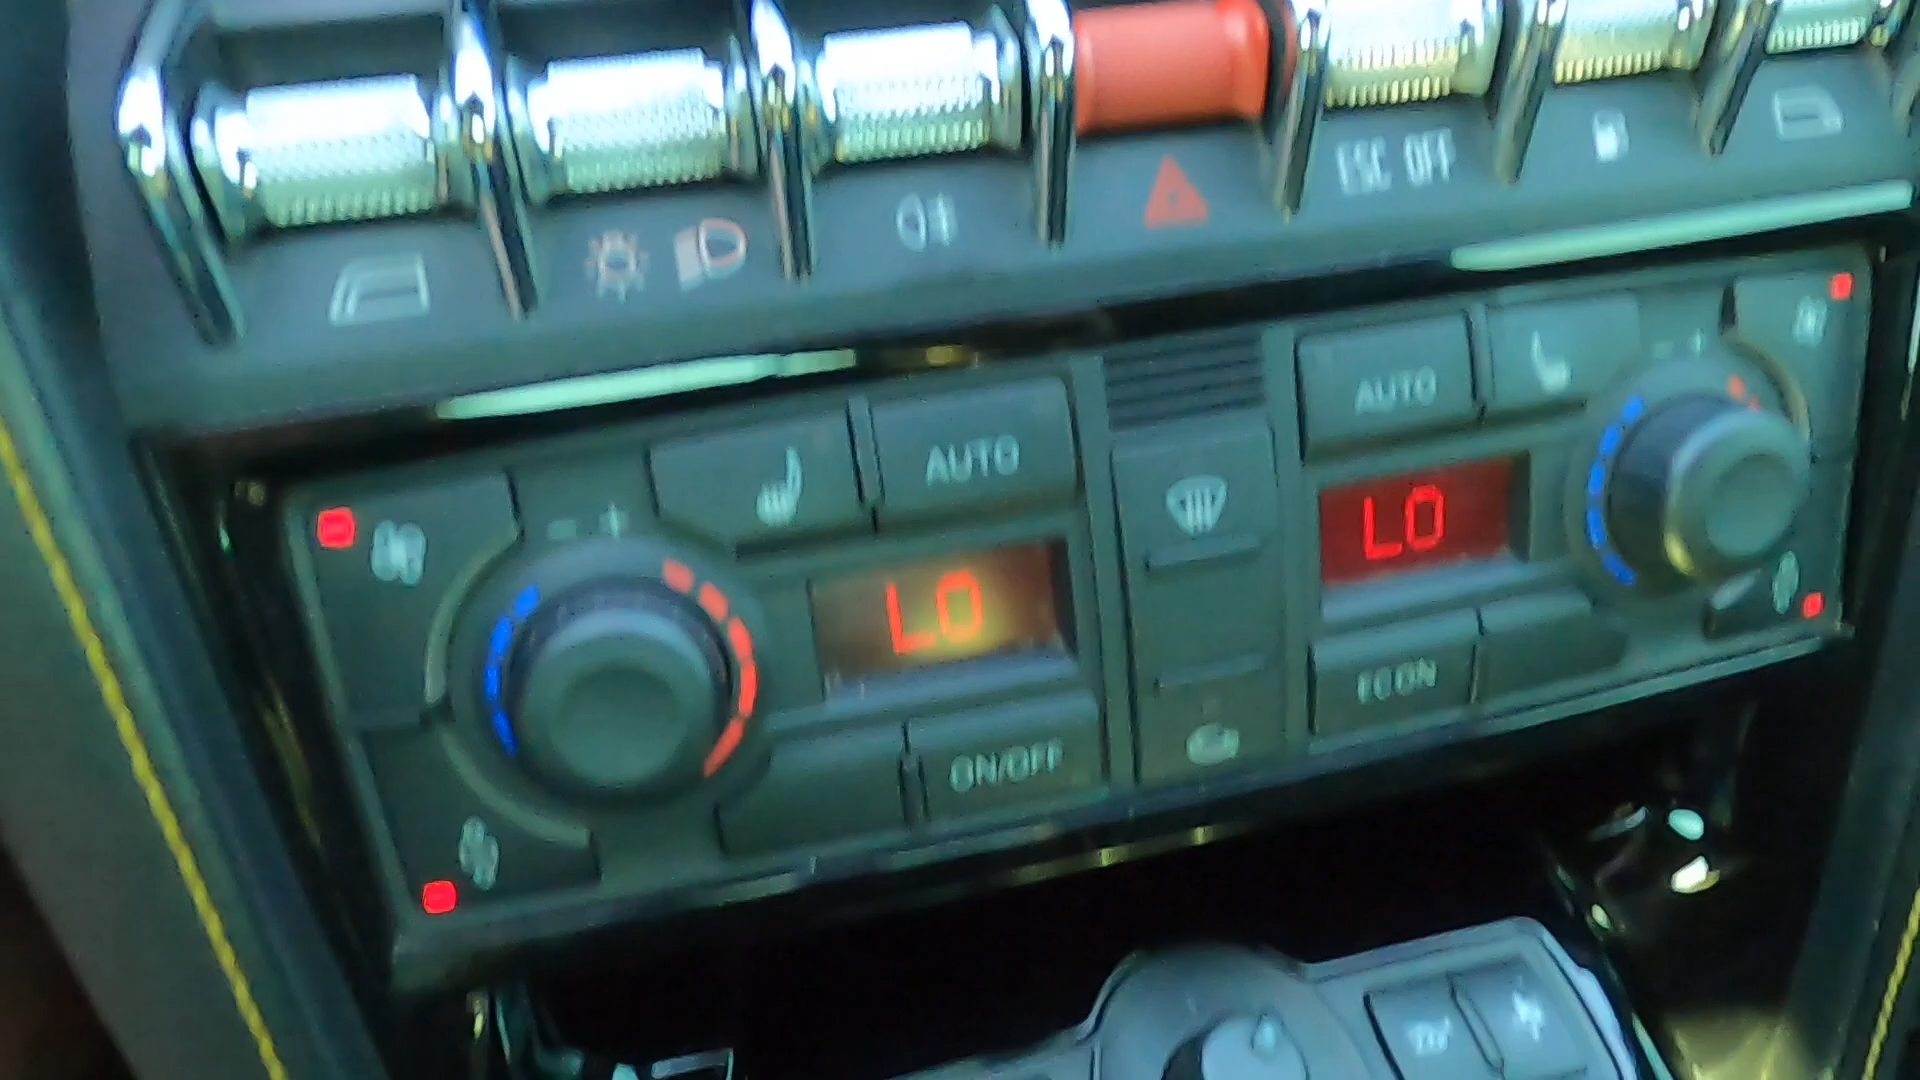 ESC OFF
AUTO
AUTO
- +
- +
LO
LO
ON/OFF
ECON